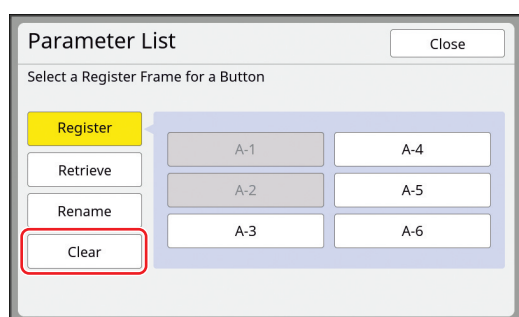 Parameter List
Close
Select a Register Frame for a Button
Register
Retrieve
Rename
Clear
A-1
A-4
A-2
A-5
A-3
A-6